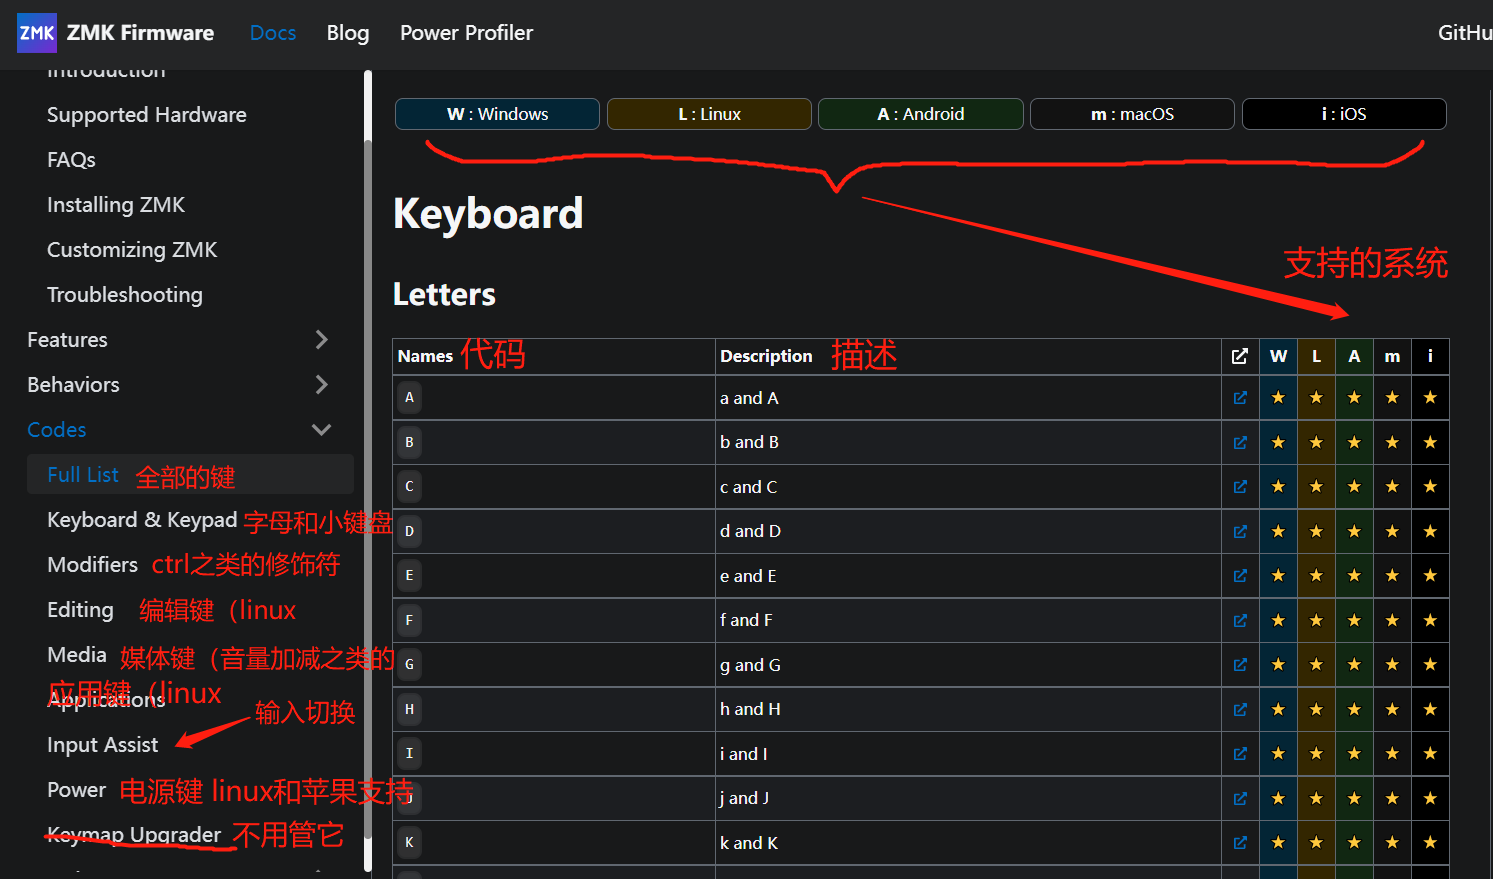 ZMK ZMK Firmware Docs Blog Power Profiler GitHu
Introduction
Supported Hardware
FAQs
Installing ZMK
Customizing ZMK
Troubleshooting
Features
Behaviors
Codes
Full List 全部的键
Keyboard & Keypad 字母和小键盘
Modifiers ctrl之类的修饰符
Editing 编辑键（linux
Media 媒体键（音量加减之类的
Applications 应用键（linux
输入切换
Input Assist
Power 电源键 linux和苹果支持
Keymap Upgrader 不用管它
W : Windows L : Linux A : Android m : macOS i : iOS
Keyboard
支持的系统
Letters
Names 代码 Description 描述 W L A m i
A a and A ★ ★ ★ ★ ★
B b and B ★ ★ ★ ★ ★
C c and C ★ ★ ★ ★ ★
D d and D ★ ★ ★ ★ ★
E e and E ★ ★ ★ ★ ★
F f and F ★ ★ ★ ★ ★
G g and G ★ ★ ★ ★ ★
H h and H ★ ★ ★ ★ ★
I i and I ★ ★ ★ ★ ★
J j and J ★ ★ ★ ★ ★
K k and K ★ ★ ★ ★ ★